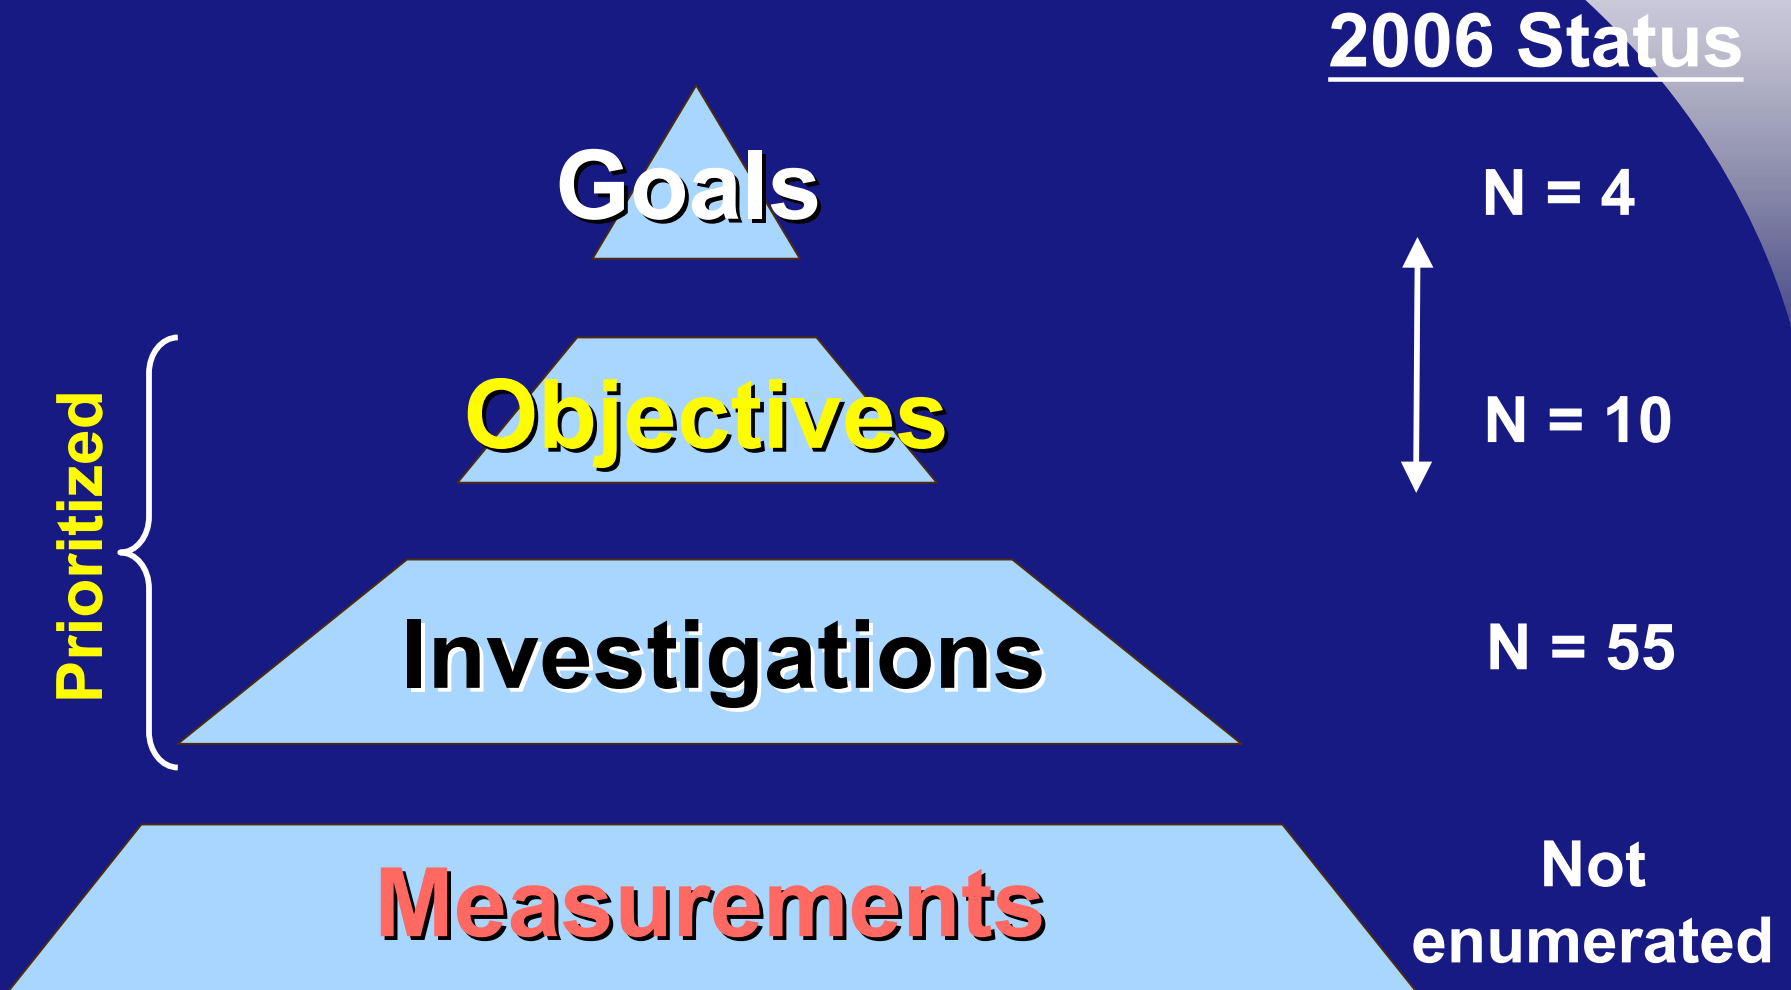 2006 Status
Goals
N = 4
Objectives
N = 10
Prioritized
Investigations
N = 55
Measurements
Not
enumerated